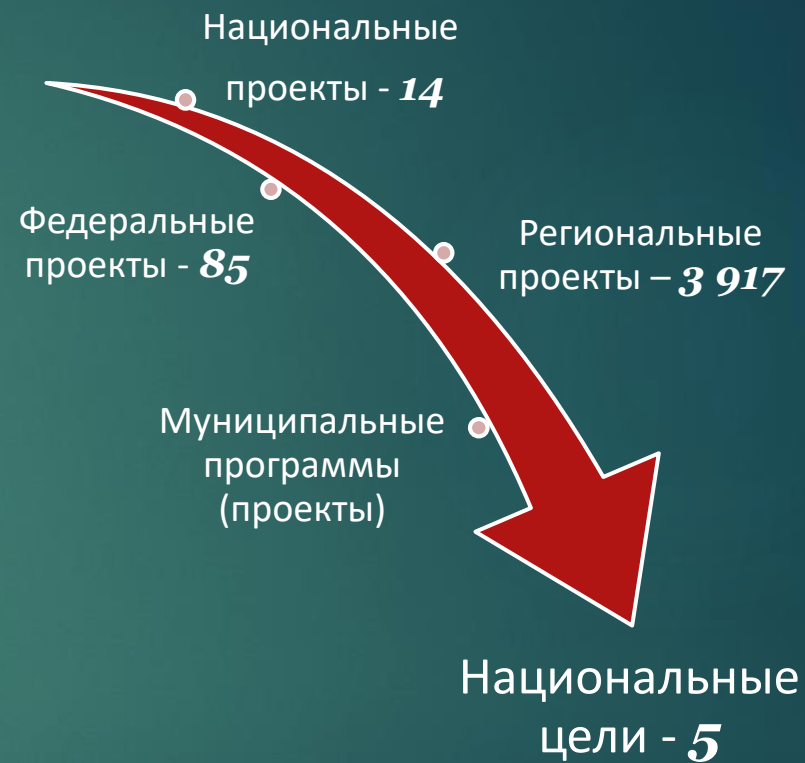 Национальные
проекты - 14
Федеральные
проекты - 85
Региональные
проекты – 3 917
Муниципальные
программы
(проекты)
Национальные
цели - 5